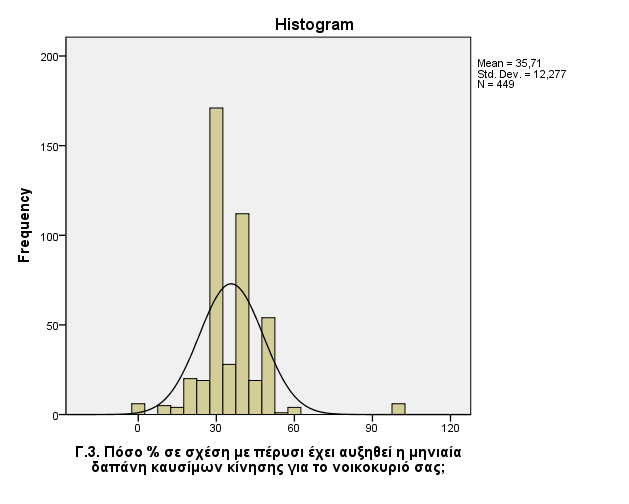 Histogram
200
150
100
50
0
Frequency
0 30 60 90 120
Mean = 35,71
Std. Dev. = 12,277
N = 449
Γ.3. Πόσο % σε σχέση με πέρυσι έχει αυξηθεί η μηνιαία
δαπάνη καυσίμων κίνησης για το νοικοκυριό σας;